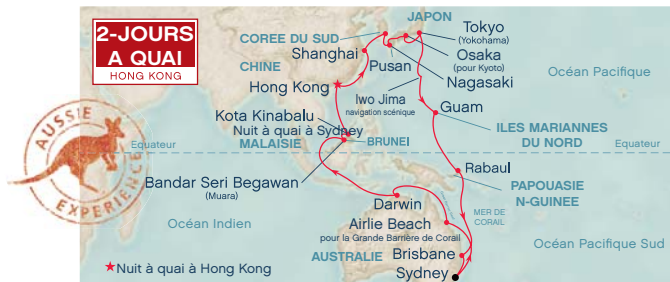 2-JOURS
A QUAI
HONG KONG
JAPON
COREE DU SUD
Tokyo
(Yokohama)
Shanghai
Osaka
(pour Kyoto)
CHINE
Pusan
Nagasaki
Océan Pacifique
Hong Kong
Iwo Jima
navigation scénique
Guam
Kota Kinabalu
Nuit à quai à Sydney
ILES MARIANNES
DU NORD
AUSSIE
EXPERIENCE
Equateur
MALAISIE
BRUNEI
Equateur
Rabaul
Bandar Seri Begawan
(Muara)
PAPOUASIE
N-GUINEE
Darwin
MER DE
CORAIL
Océan Indien
Airlie Beach
pour la Grande Barrière de Corail
Océan Pacifique Sud
AUSTRALIE
Brisbane
Nuit à quai à Hong Kong
Sydney